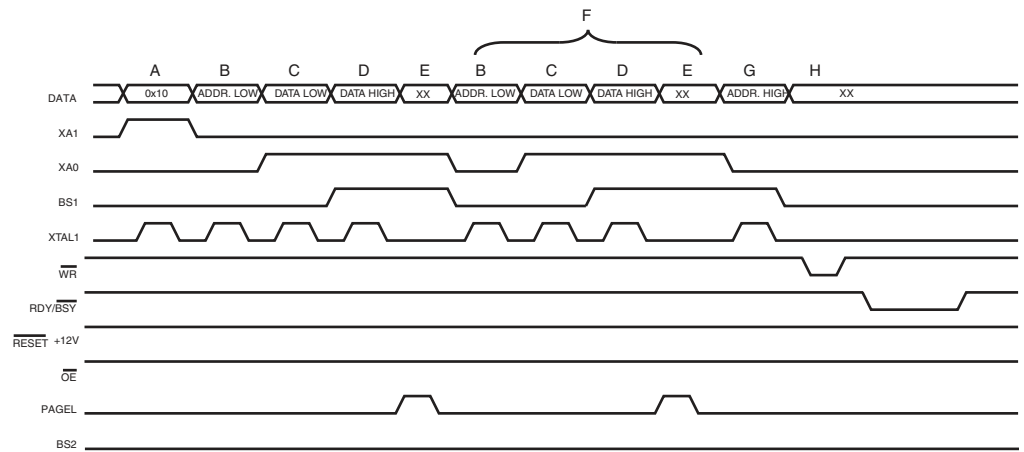 F
A B C D E B C D E G H
DATA 0x10 ADDR. LOW DATA LOW DATA HIGH XX ADDR. LOW DATA LOW DATA HIGH XX ADDR. HIGH XX
XA1
XA0
BS1
XTAL1
WR
RDY/BSY
RESET +12V
OE
PAGEL
BS2